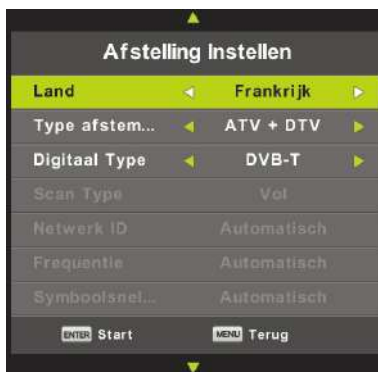 Afstelling Instellen
Land Frankrijk
Type afstem... ATV + DTV
Digitaal Type DVB-T
Scan Type Vol
Netwerk ID Automatisch
Frequentie Automatisch
Symboolsnel... Automatisch
ENTER Start MENU Terug